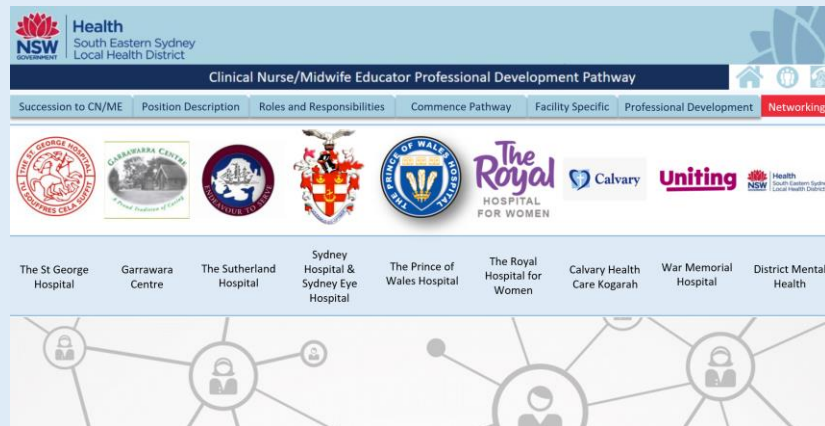 Health
South Eastern Sydney
Local Health District
NSW
GOVERNMENT
Clinical Nurse/Midwife Educator Professional Development Pathway
Succession to CN/ME Position Description Roles and Responsibilities Commence Pathway Facility Specific Professional Development Networking
THE ST. GEORGE HOSPITAL
TU SOUFFRES CELA SUFFIT
GARRAWARRA CENTRE
A Proud Tradition of Caring
ENDEAVOUR TO SERVE
THE PRINCE OF WALES HOSPITAL
The
Royal
HOSPITAL
FOR WOMEN
Calvary
Uniting
NSW
Health
South Eastern Sydney
Local Health District
The St George
Hospital
Garrawara
Centre
The Sutherland
Hospital
Sydney
Hospital &
Sydney Eye
Hospital
The Prince of
Wales Hospital
The Royal
Hospital for
Women
Calvary Health
Care Kogarah
War Memorial
Hospital
District Mental
Health